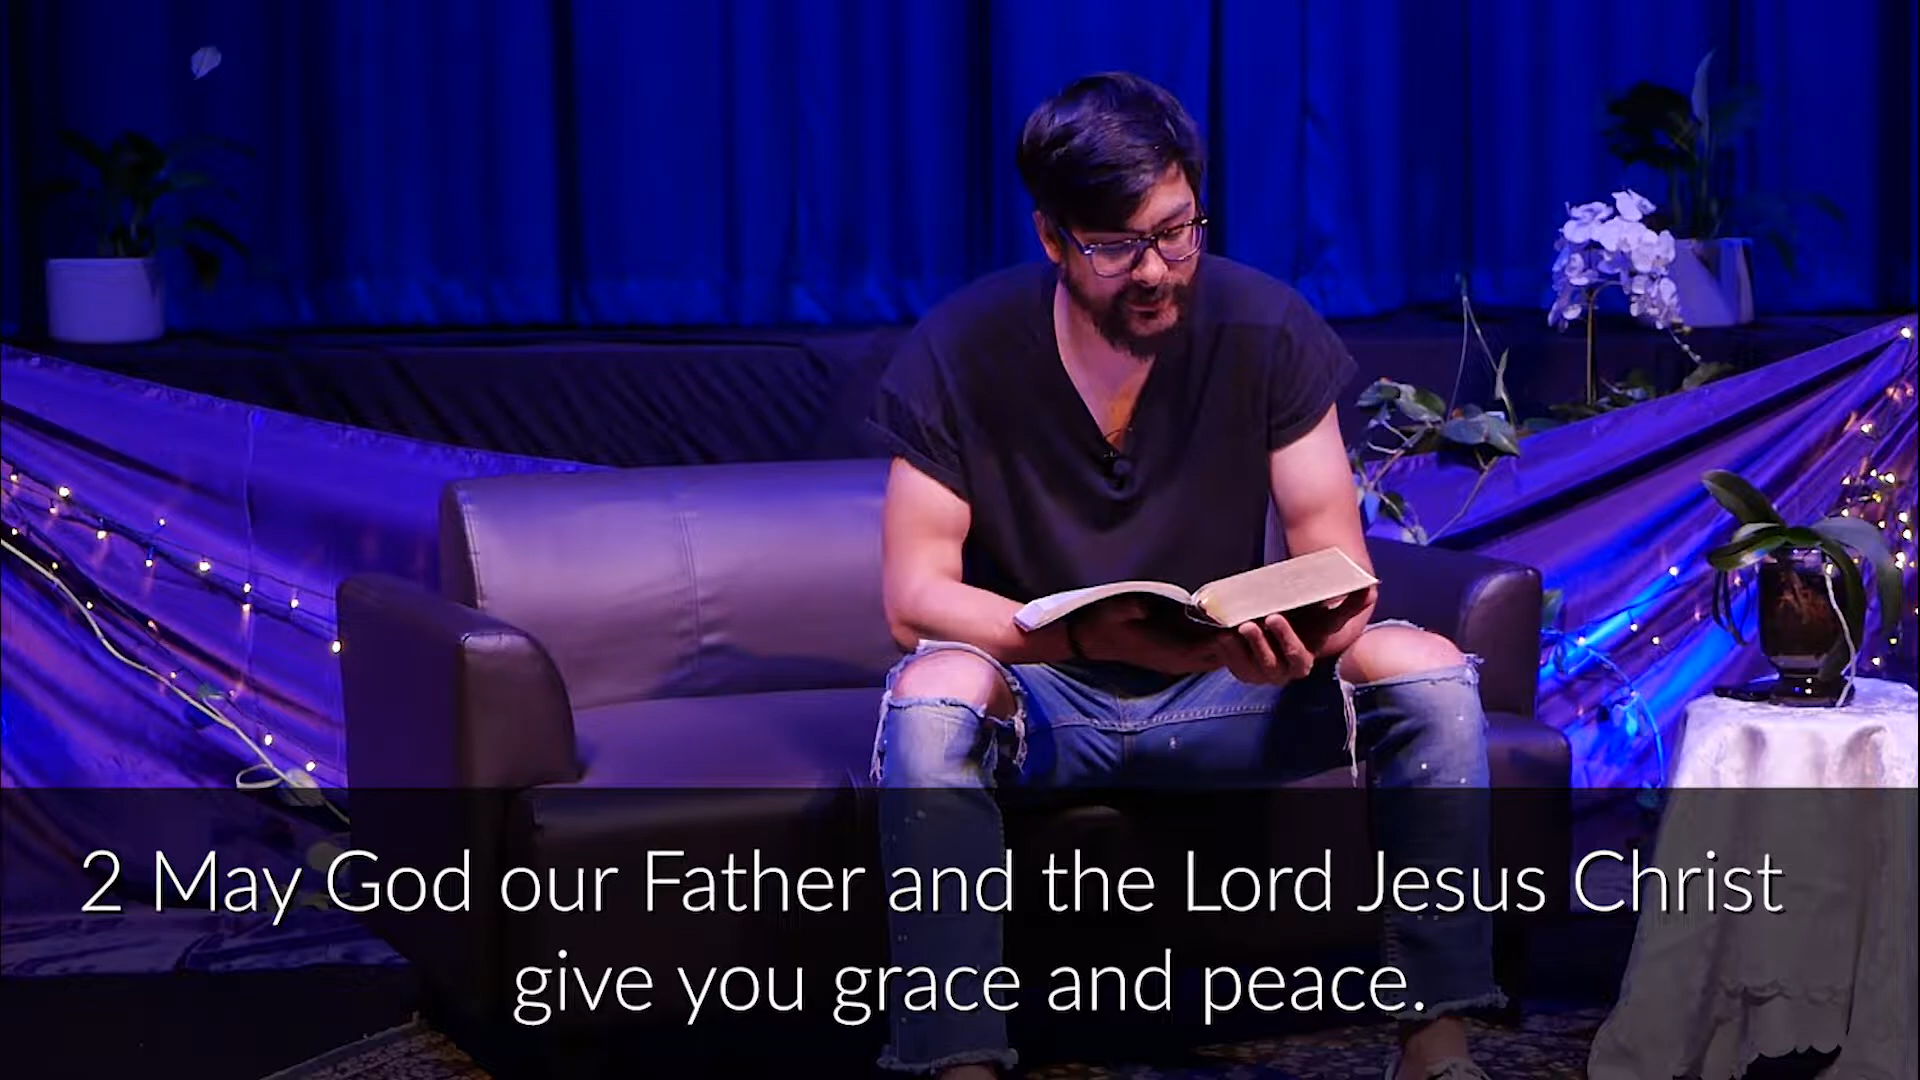 2 May God our Father and the Lord Jesus Christ
give you grace and peace.